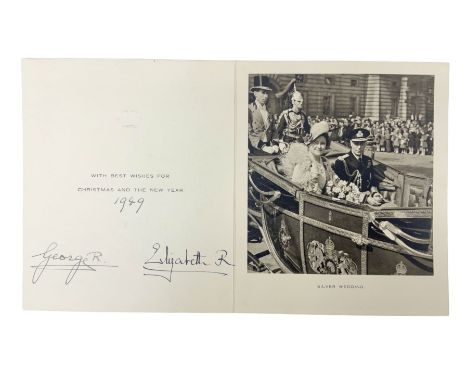 WITH BEST WISHES FOR
CHRISTMAS AND THE NEW YEAR
1949
George R.
Elizabeth R
SILVER WEDDING.